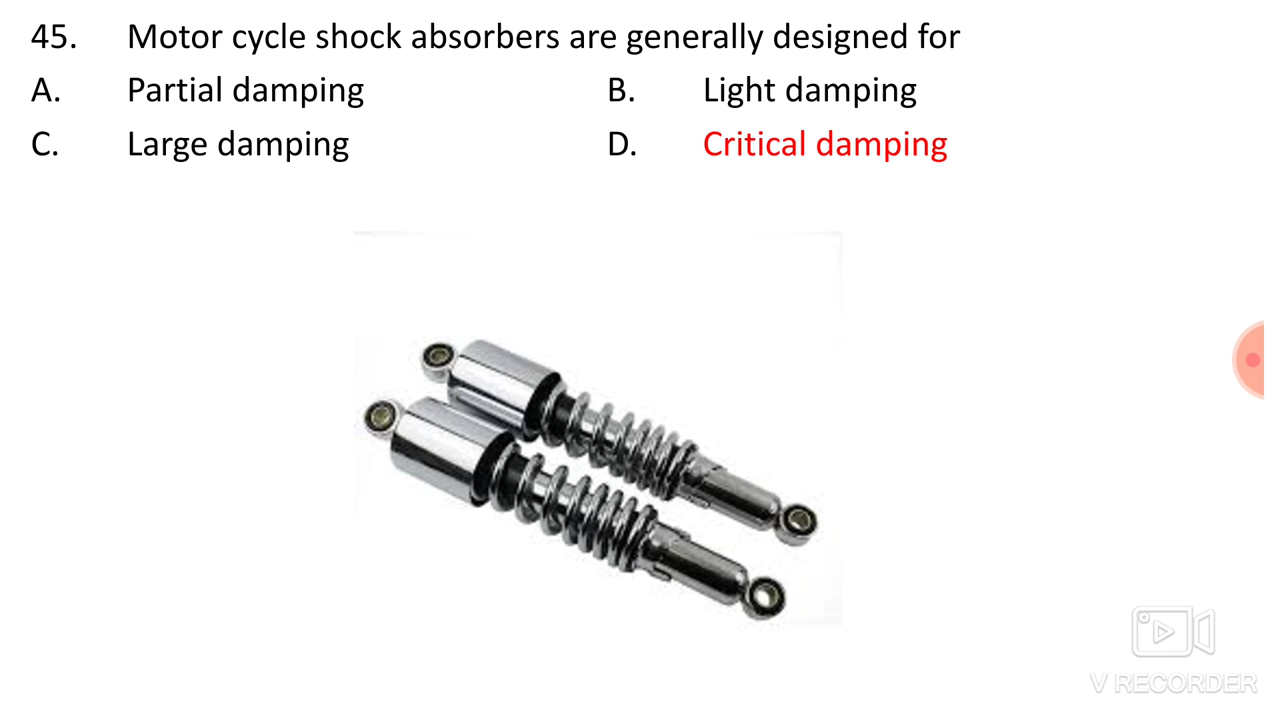 45. Motor cycle shock absorbers are generally designed for
A. Partial damping B. Light damping
C. Large damping D. Critical damping
V RECORDER